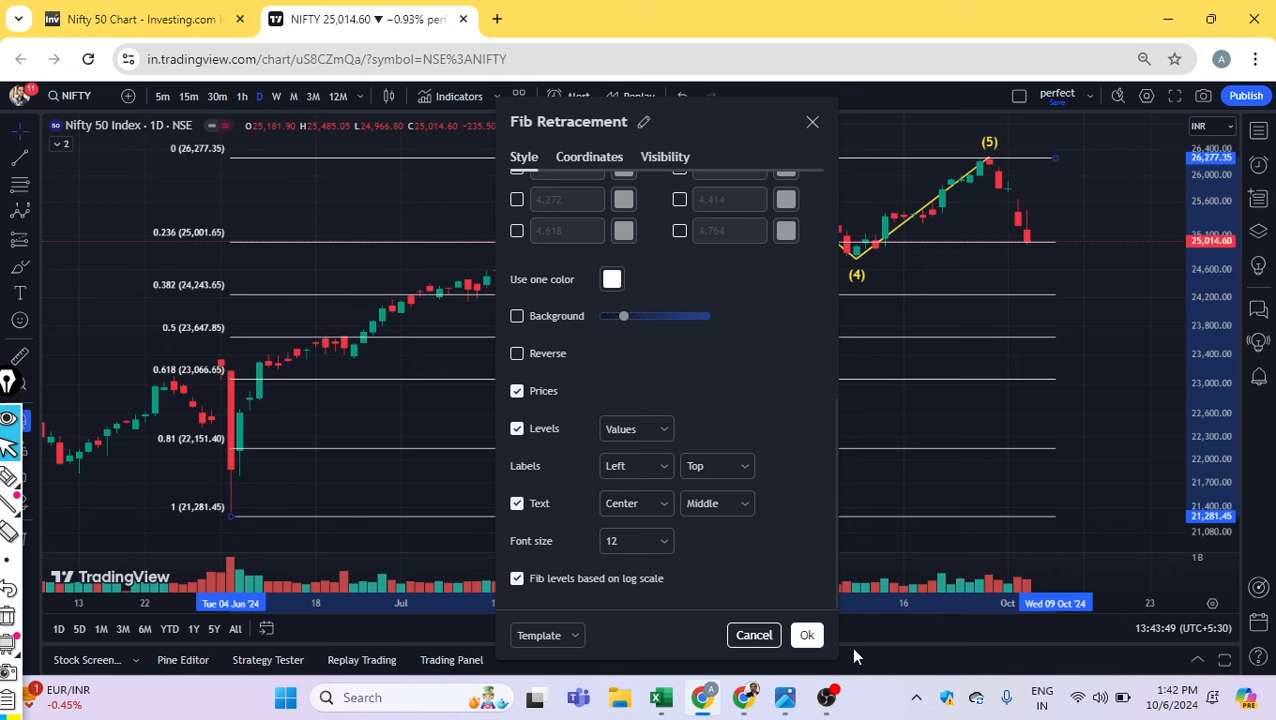 Nifty 50 Chart - Investing.com
NIFTY 25,014.60 ▼ −0.93% per
in.tradingview.com/chart/uS8CZmQa/?symbol=NSE%3ANIFTY
A
11
NIFTY
5m 15m 30m 1h D W M 3M 12M
Indicators
Alert
Replay
perfect
Save
Publish
Nifty 50 Index · 1D · NSE
O25,181.90 H25,485.05 L24,966.80 C25,014.60 -235.50
2
INR
Fib Retracement
Style Coordinates Visibility
4.272 4.414
4.618 4.764
Use one color
Background
Reverse
Prices
Levels Values
Labels Left Top
Text Center Middle
Font size 12
Fib levels based on log scale
Template Cancel Ok
0 (26,277.35)
0.236 (25,001.65)
0.382 (24,243.65)
0.5 (23,647.85)
0.618 (23,066.65)
0.81 (22,151.40)
1 (21,281.45)
(5)
(4)
26,400.00
26,277.35
26,000.00
25,600.00
25,014.60
24,600.00
24,200.00
23,800.00
23,400.00
23,000.00
22,600.00
22,300.00
22,000.00
21,700.00
21,400.00
21,281.45
21,080.00
1B
TradingView
13 22 Tue 04 Jun '24 18 Jul 16 Oct Wed 09 Oct '24 23
1D 5D 1M 3M 6M YTD 1Y 5Y All
13:43:49 (UTC+5:30)
Stock Screen... Pine Editor Strategy Tester Replay Trading Trading Panel
1
EUR/INR
-0.45%
Search
ENG
IN
1:42 PM
10/6/2024
PRE